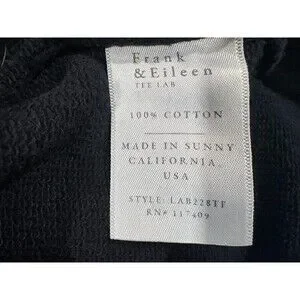 Frank
&Eileen
TEE LAB
100% COTTON
MADE IN SUNNY
CALIFORNIA,
USA
STYLE: LAB228TF
RN# 117409